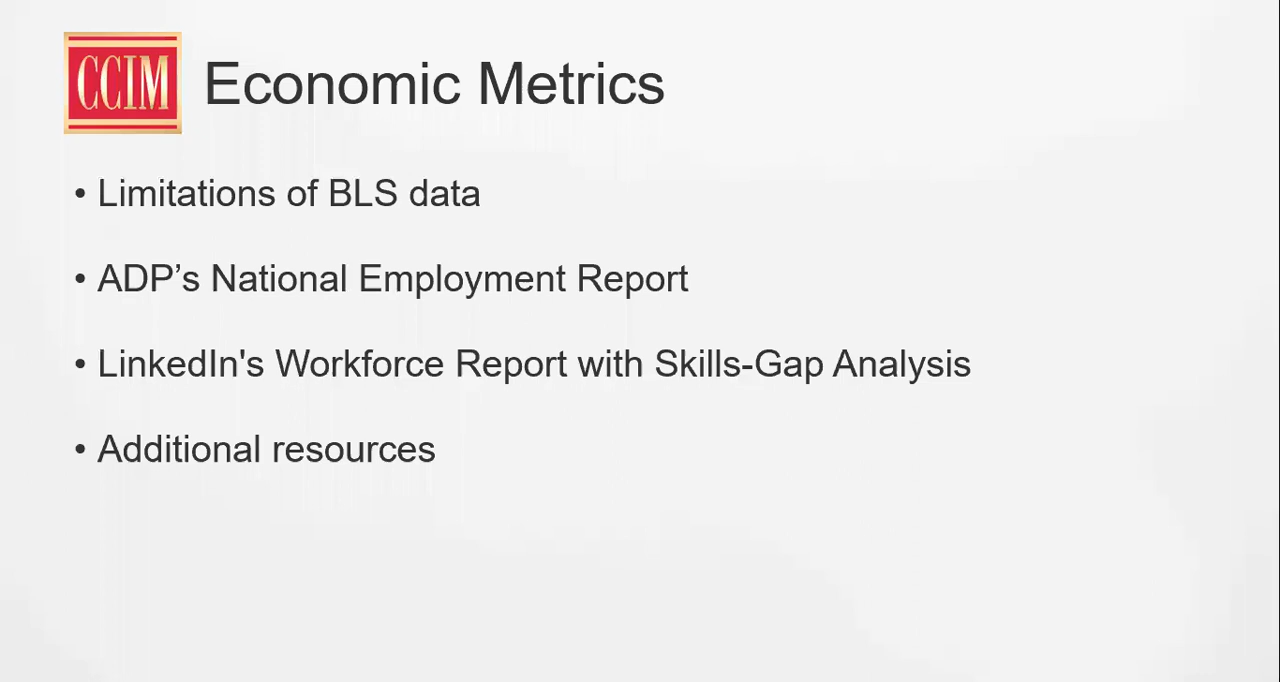 CCIM
Economic Metrics
• Limitations of BLS data
• ADP’s National Employment Report
• LinkedIn's Workforce Report with Skills-Gap Analysis
• Additional resources